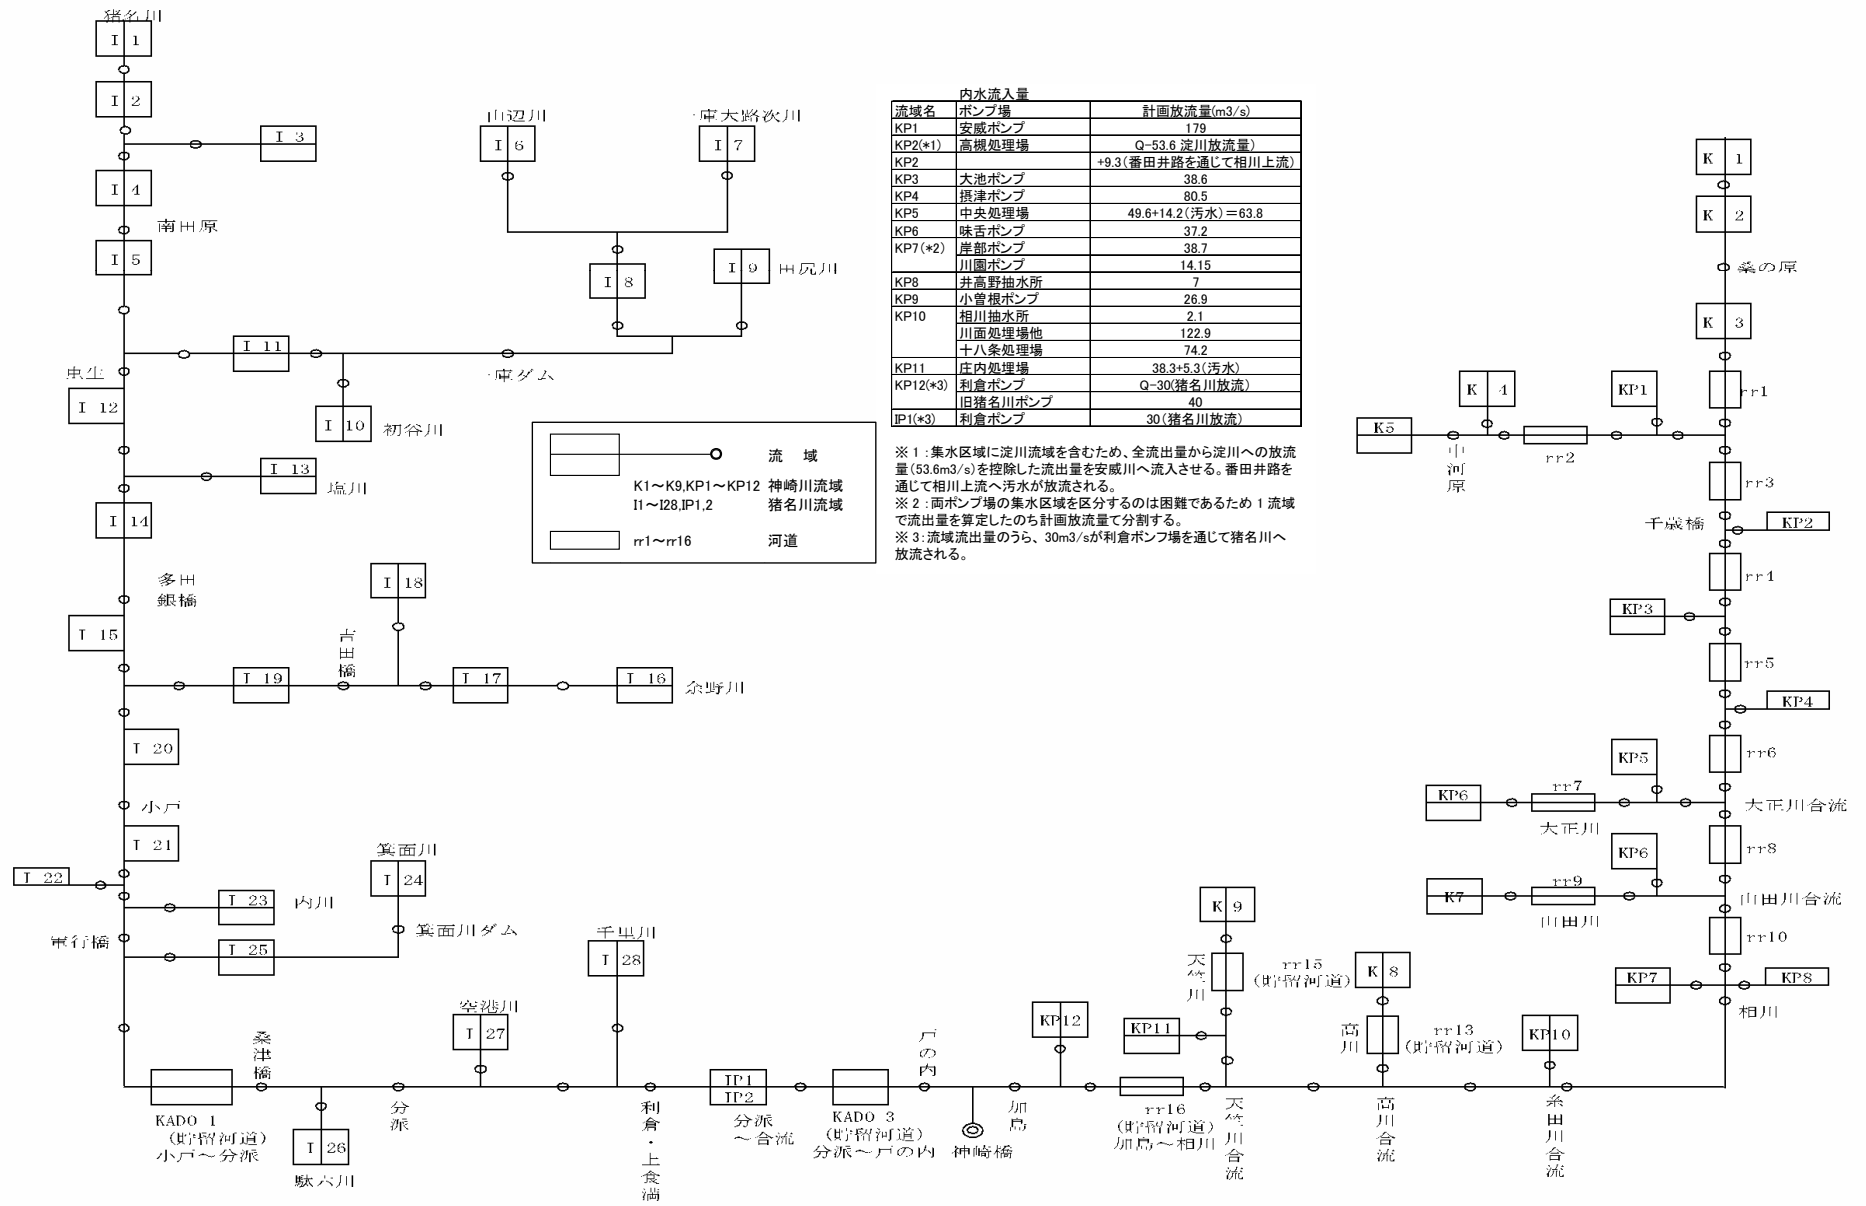 猪名川
I 1
I 2
I 3
I 4
南田原
I 5
山辺川
I 6
一庫大路次川
I 7
I 8
I 9
田尻川
I 11
一庫ダム
虫生
I 12
I 10
初谷川
I 13
塩川
I 14
多田
銀橋
I 15
I 18
吉田橋
I 19
I 17
I 16
余野川
I 20
小戸
I 21
I 22
I 23
内川
箕面川
I 24
箕面川ダム
軍行橋
I 25
千里川
I 28
空港川
I 27
桑津橋
KADO 1
(貯留河道)
小戸～分派
I 26
駄六川
分派
利倉・上食満
IP1
IP2
分派
～合流
KADO 3
(貯留河道)
分派～戸の内
戸の内
神崎橋
加島
KP12
rr16
(貯留河道)
加島～相川
KP11
K 9
天竺川
rr15
(貯留河道)
天竺川合流
K 8
高川
rr13
(貯留河道)
高川合流
KP10
糸田川合流
内水流入量
流域名 ポンプ場 計画放流量(m3/s)
KP1 安威ポンプ 179
KP2(*1) 高槻処理場 Q-53.6 淀川放流量)
KP2 +9.3(番田井路を通じて相川上流)
KP3 大池ポンプ 38.6
KP4 摂津ポンプ 80.5
KP5 中央処理場 49.6+14.2(汚水)=63.8
KP6 味舌ポンプ 37.2
KP7(*2) 岸部ポンプ 38.7
川園ポンプ 14.15
KP8 井高野抽水所 7
KP9 小曽根ポンプ 26.9
KP10 相川抽水所 2.1
川面処理場他 122.9
十八条処理場 74.2
KP11 庄内処理場 38.3+5.3(汚水)
KP12(*3) 利倉ポンプ Q-30(猪名川放流)
旧猪名川ポンプ 40
IP1(*3) 利倉ポンプ 30(猪名川放流)
流 域
K1～K9,KP1～KP12 神崎川流域
I1～I28,IP1,2 猪名川流域
rr1～rr16 河道
※1:集水区域に淀川流域を含むため、全流出量から淀川への放流
量(53.6m3/s)を控除した流出量を安威川へ流入させる。番田井路を
通じて相川上流へ汚水が放流される。
※2:両ポンプ場の集水区域を区分するのは困難であるため1流域
で流出量を算定したのち計画放流量で分割する。
※3:流域流出量のうち、30m3/sが利倉ポンプ場を通じて猪名川へ
放流される。
K 1
K 2
桑の原
K 3
rr1
K 4
KP1
K5
中河原
rr2
rr3
千歳橋
KP2
rr4
KP3
rr5
KP4
rr6
KP5
KP6
rr7
大正川
大正川合流
rr8
KP6
K7
rr9
山田川
山田川合流
rr10
KP7
KP8
相川